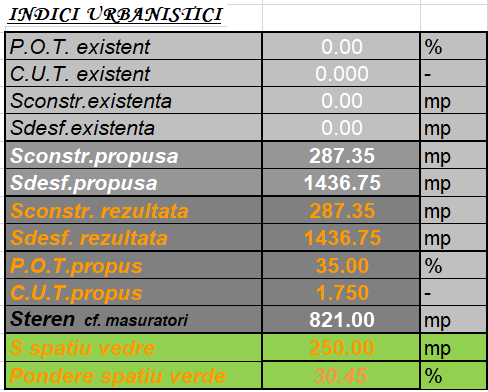 INDICI URBANISTICI
P.O.T. existent 0.00 %
C.U.T. existent 0.000 -
Sconstr.existenta 0.00 mp
Sdesf.existenta 0.00 mp
Sconstr.propusa 287.35 mp
Sdesf.propusa 1436.75 mp
Sconstr. rezultata 287.35 mp
Sdesf. rezultata 1436.75 mp
P.O.T.propus 35.00 %
C.U.T.propus 1.750 -
Steren cf. masuratori 821.00 mp
S spatiu vedre 250.00 mp
Pondere spatiu verde 30.45 %